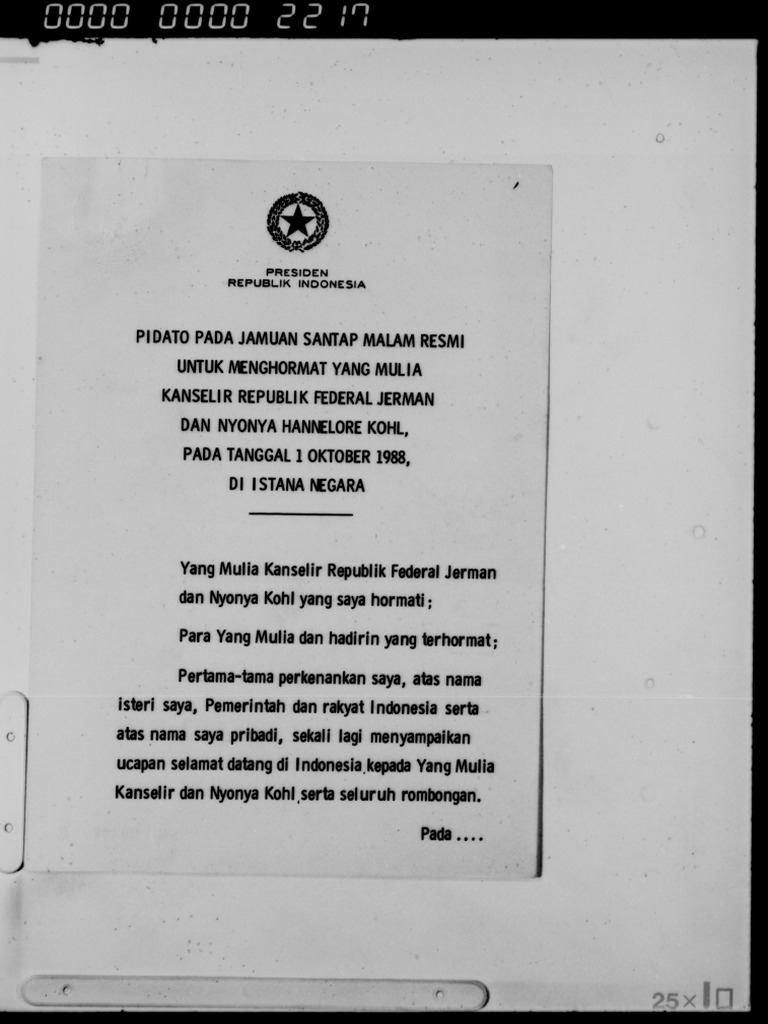 0000 0000 2217
PRESIDEN
REPUBLIK INDONESIA
PIDATO PADA JAMUAN SANTAP MALAM RESMI
UNTUK MENGHORMAT YANG MULIA
KANSELIR REPUBLIK FEDERAL JERMAN
DAN NYONYA HANNELORE KOHL,
PADA TANGGAL 1 OKTOBER 1988,
DI ISTANA NEGARA
Yang Mulia Kanselir Republik Federal Jerman
dan Nyonya Kohl yang saya hormati;
Para Yang Mulia dan hadirin yang terhormat;
Pertama-tama perkenankan saya, atas nama
isteri saya, Pemerintah dan rakyat Indonesia serta
atas nama saya pribadi, sekali lagi menyampaikan
ucapan selamat datang di Indonesia kepada Yang Mulia
Kanselir dan Nyonya Kohl serta seluruh rombongan.
Pada ....
25×